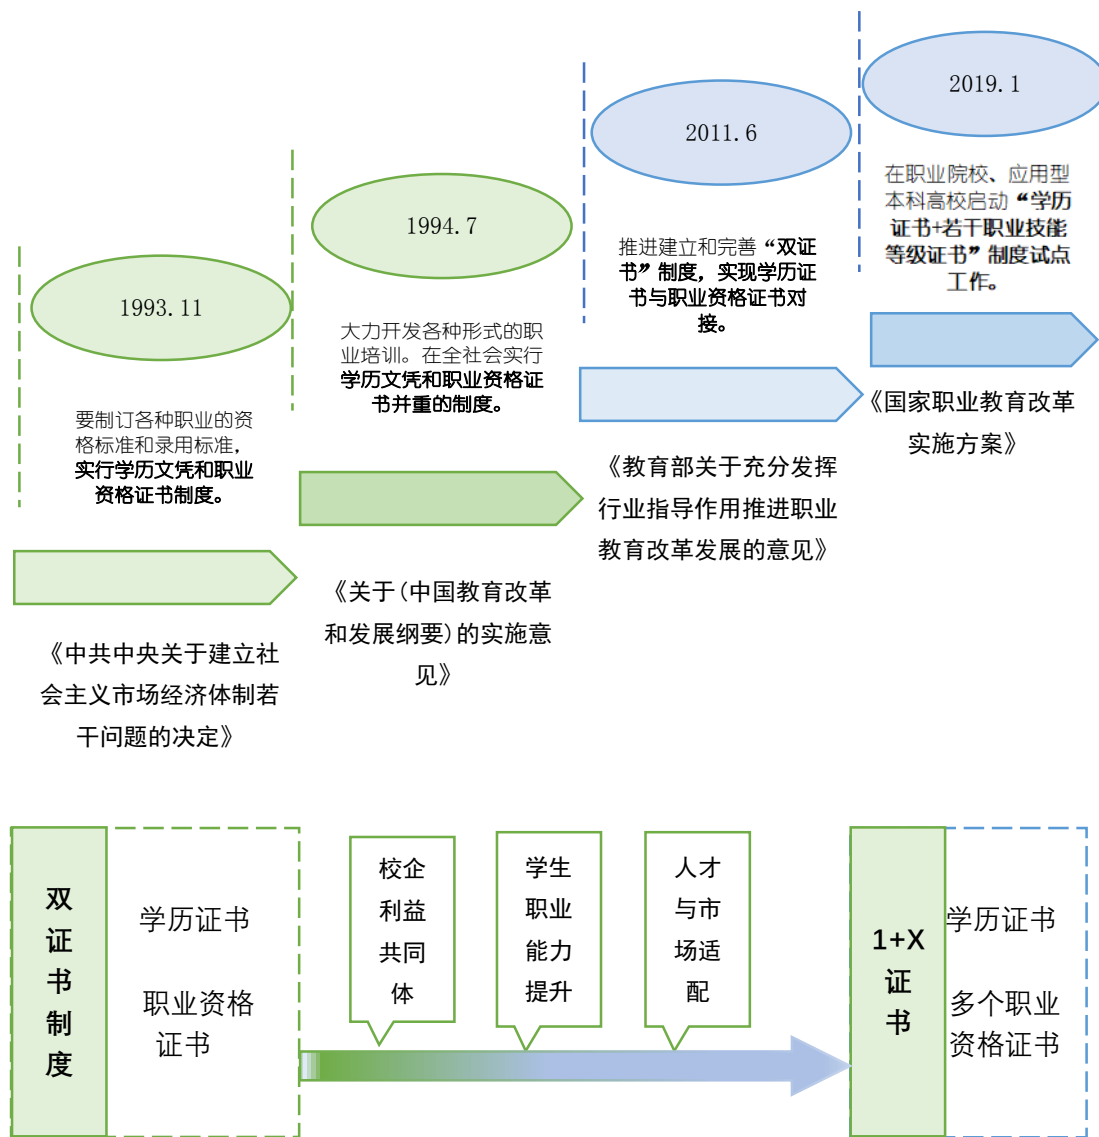 1993.11
要制订各种职业的资
格标准和录用标准，
实行学历文凭和职业
资格证书制度。
《中共中央关于建立社
会主义市场经济体制若
干问题的决定》
1994.7
大力开发各种形式的职
业培训。在全社会实行
学历文凭和职业资格证
书并重的制度。
《关于(中国教育改革
和发展纲要)的实施意
见》
2011.6
推进建立和完善“双证
书”制度，实现学历证
书与职业资格证书对
接。
《教育部关于充分发挥
行业指导作用推进职业
教育改革发展的意见》
2019.1
在职业院校、应用型
本科高校启动“学历
证书+若干职业技能
等级证书”制度试点
工作。
《国家职业教育改革
实施方案》
双
证
书
制
度
学历证书
职业资格
证书
校企
利益
共同
体
学生
职业
能力
提升
人才
与市
场适
配
1+X
证
书
学历证书
多个职业
资格证书